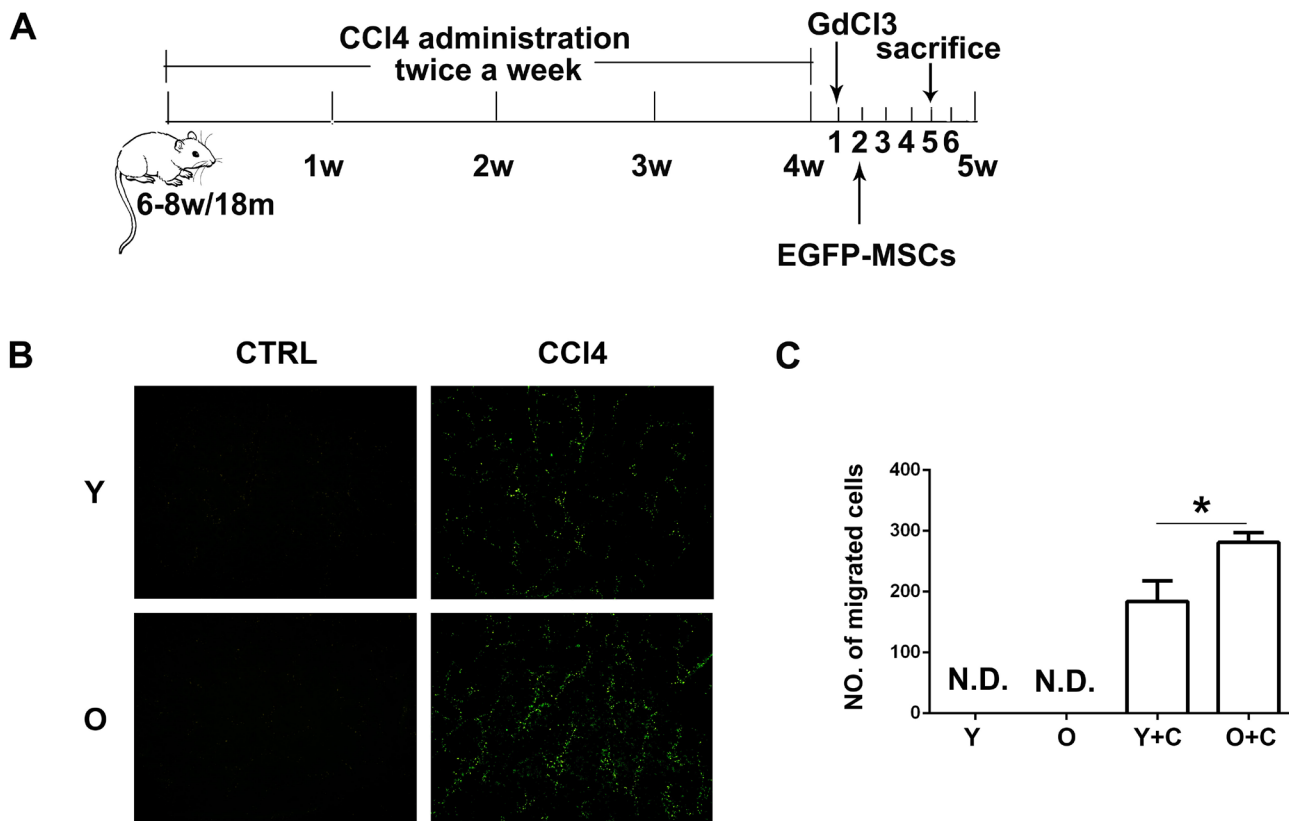 A
CCl4 administration
twice a week
GdCl3
sacrifice
1 2 3 4 5 6
1w 2w 3w 4w 5w
6-8w/18m
EGFP-MSCs
B
CTRL CCl4
Y
O
C
NO. of migrated cells
400
300
200
100
0
*
N.D. N.D.
Y O Y+C O+C